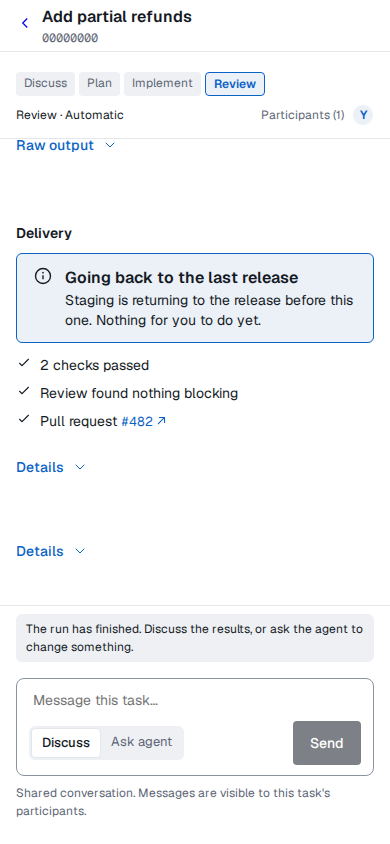 Add partial refunds
00000000
Discuss Plan Implement Review
Review · Automatic Participants (1) Y
Raw output
Delivery
Going back to the last release
Staging is returning to the release before this
one. Nothing for you to do yet.
2 checks passed
Review found nothing blocking
Pull request #482
Details
Details
The run has finished. Discuss the results, or ask the agent to
change something.
Message this task...
Discuss Ask agent Send
Shared conversation. Messages are visible to this task's
participants.